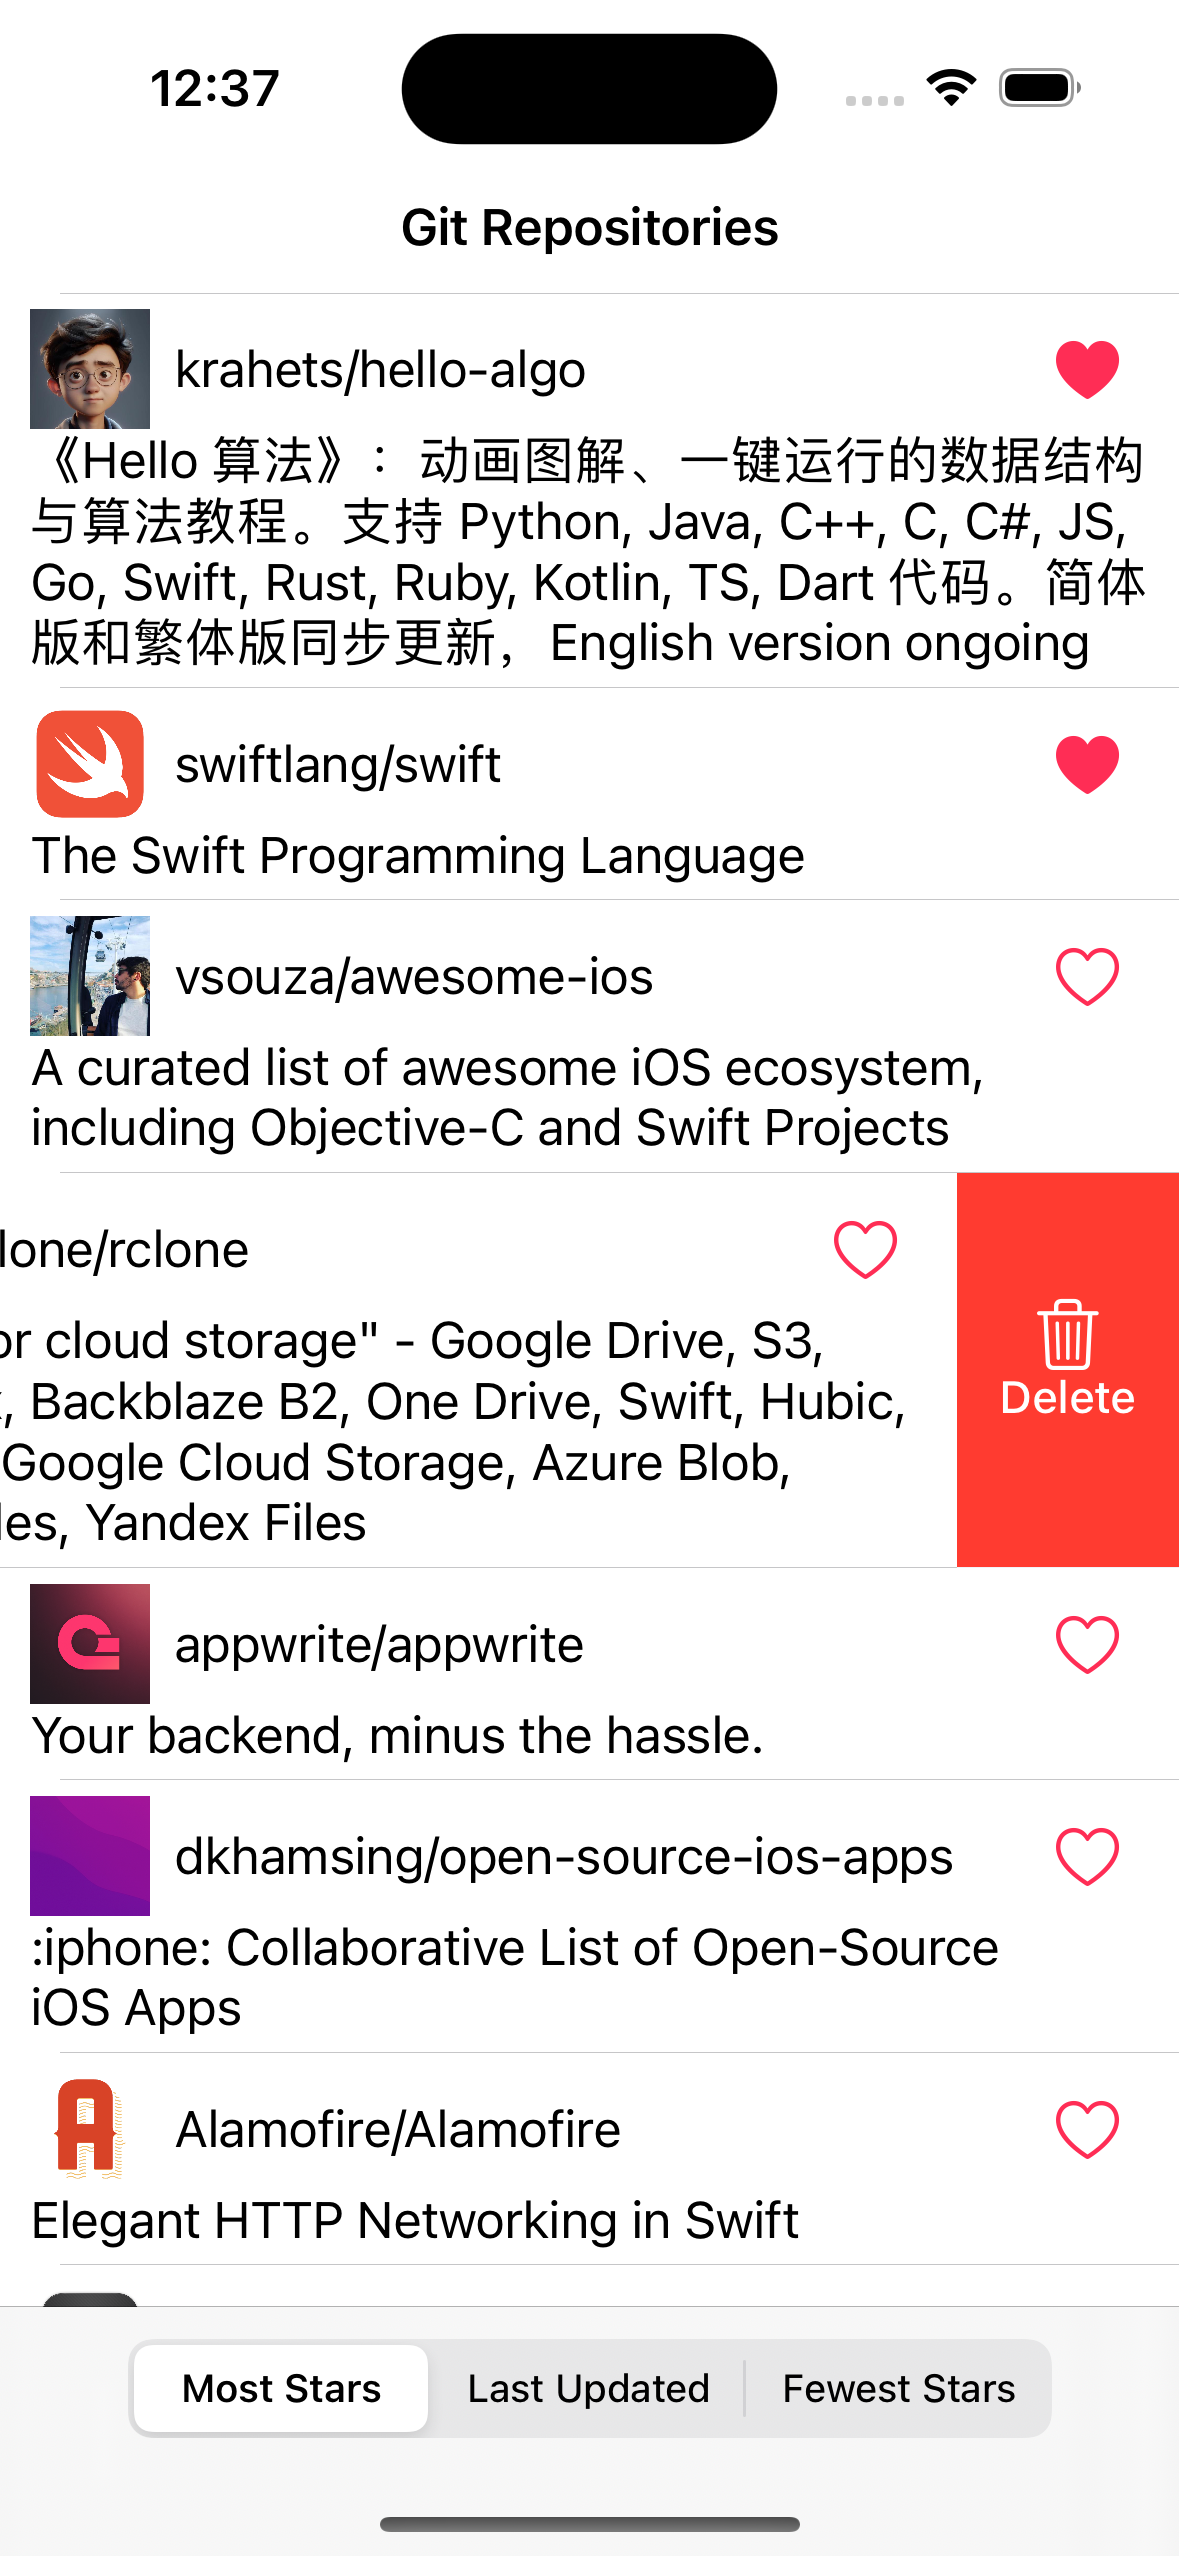 12:37
Git Repositories
krahets/hello-algo
《Hello 算法》：动画图解、一键运行的数据结构
与算法教程。支持 Python, Java, C++, C, C#, JS,
Go, Swift, Rust, Ruby, Kotlin, TS, Dart 代码。简体
版和繁体版同步更新，English version ongoing
swiftlang/swift
The Swift Programming Language
vsouza/awesome-ios
A curated list of awesome iOS ecosystem,
including Objective-C and Swift Projects
lone/rclone
or cloud storage" - Google Drive, S3,
, Backblaze B2, One Drive, Swift, Hubic,
Google Cloud Storage, Azure Blob,
les, Yandex Files
Delete
appwrite/appwrite
Your backend, minus the hassle.
dkhamsing/open-source-ios-apps
:iphone: Collaborative List of Open-Source
iOS Apps
Alamofire/Alamofire
Elegant HTTP Networking in Swift
Most Stars
Last Updated
Fewest Stars